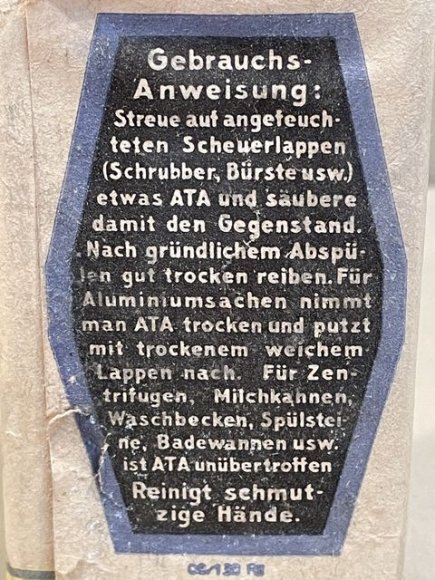 Gebrauchs-
Anweisung:
Streue auf angefeuch-
teten Scheuerlappen
(Schrubber, Bürste usw.)
etwas ATA und säubere
damit den Gegenstand.
Nach gründlichem Abspü-
len gut trocken reiben. Für
Aluminiumsachen nimmt
man ATA trocken und putzt
mit trockenem weichem
Lappen nach. Für Zen-
trifugen, Milchkannen,
Waschbecken, Spülstei-
ne, Badewannen usw.
ist ATA unübertroffen
Reinigt schmut-
zige Hände.